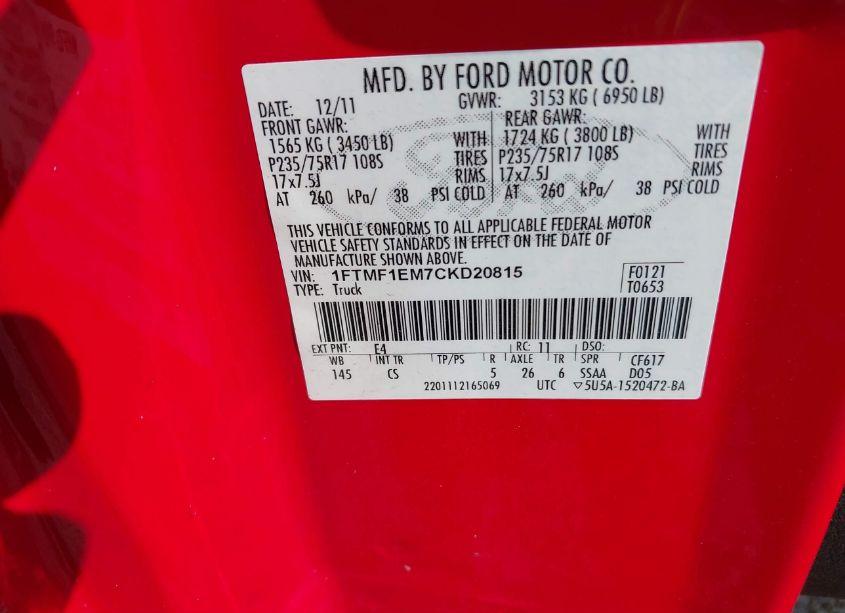 MFD. BY FORD MOTOR CO.
DATE: 12/11 GVWR: 3153 KG ( 6950 LB)
FRONT GAWR: REAR GAWR:
1565 KG ( 3450 LB) WITH 1724 KG ( 3800 LB) WITH
P235/75R17 108S TIRES P235/75R17 108S TIRES
17x7.5J RIMS 17x7.5J RIMS
AT 260 kPa/ 38 PSI COLD AT 260 kPa/ 38 PSI COLD
THIS VEHICLE CONFORMS TO ALL APPLICABLE FEDERAL MOTOR
VEHICLE SAFETY STANDARDS IN EFFECT ON THE DATE OF
MANUFACTURE SHOWN ABOVE.
VIN: 1FTMF1EM7CKD20815 F0121
TYPE: Truck T0653
EXT PNT: E4 RC: 11 DSO:
WB INT TR TP/PS R AXLE TR SPR CF617
145 CS 5 26 6 SSAA D05
2201112165069 UTC ▽5U5A-1520472-BA